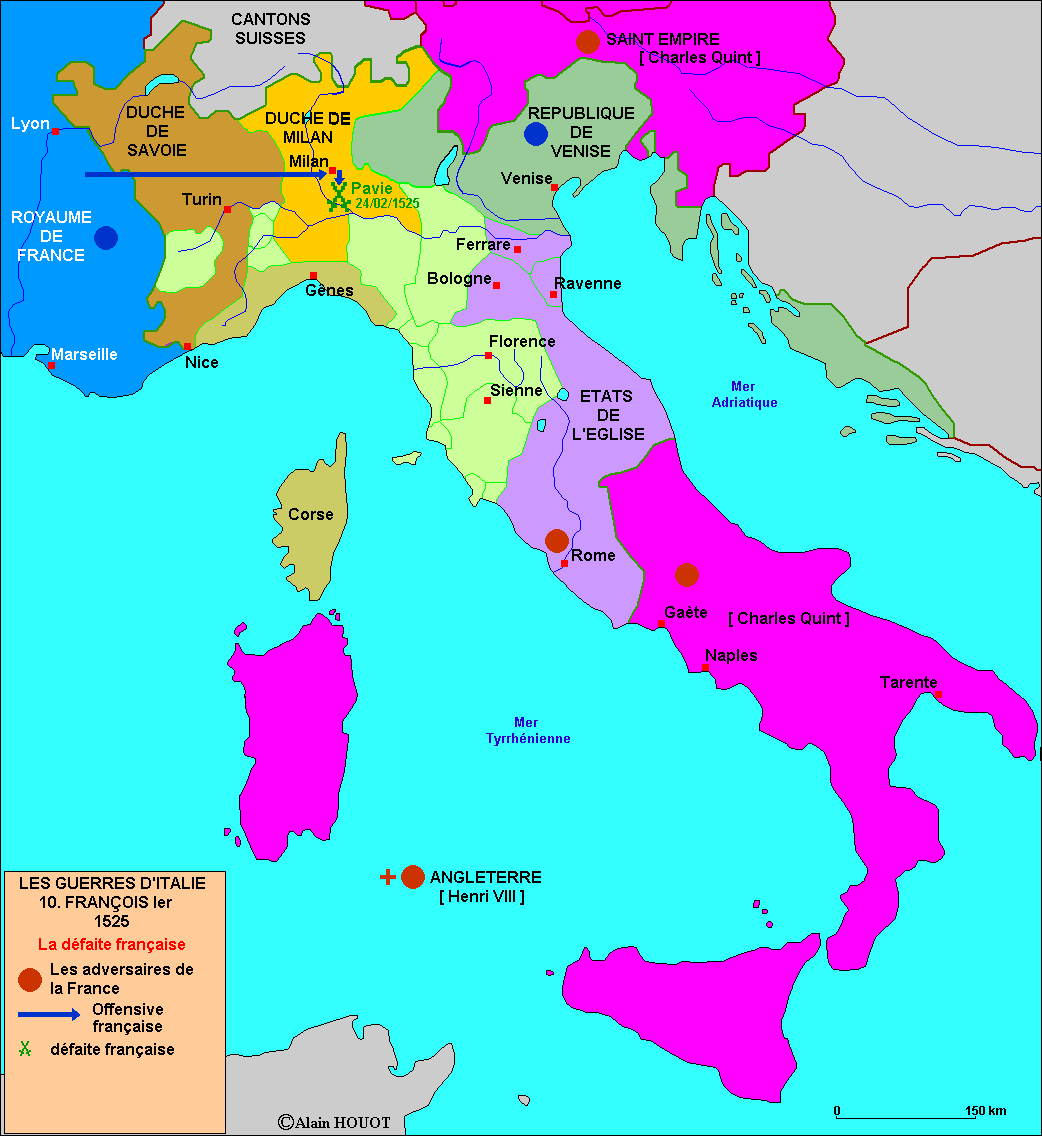 CANTONS
SUISSES
SAINT EMPIRE
[ Charles Quint ]
DUCHE
DE
SAVOIE
DUCHE DE
MILAN
REPUBLIQUE
DE
VENISE
Lyon
Milan
Pavie
24/02/1525
Venise
Turin
ROYAUME
DE
FRANCE
Ferrare
Bologne
Ravenne
Gènes
Florence
Marseille
Nice
Sienne
Mer
Adriatique
ETATS
DE
L'EGLISE
Corse
Rome
Gaète
[ Charles Quint ]
Naples
Tarente
Mer
Tyrrhénienne
ANGLETERRE
[ Henri VIII ]
LES GUERRES D'ITALIE
10. FRANÇOIS Ier
1525
La défaite française
Les adversaires de
la France
Offensive
française
défaite française
©Alain HOUOT
0 150 km